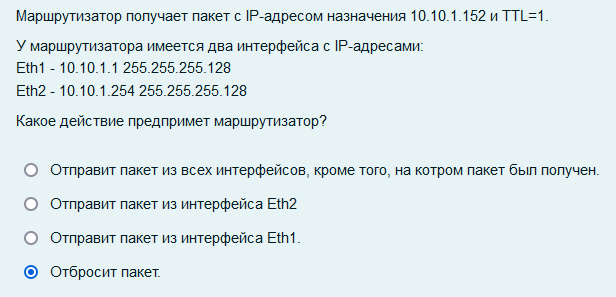 Маршрутизатор получает пакет с IP-адресом назначения 10.10.1.152 и TTL=1.
У маршрутизатора имеется два интерфейса с IP-адресами:
Eth1 - 10.10.1.1 255.255.255.128
Eth2 - 10.10.1.254 255.255.255.128
Какое действие предпримет маршрутизатор?
Отправит пакет из всех интерфейсов, кроме того, на котром пакет был получен.
Отправит пакет из интерфейса Eth2
Отправит пакет из интерфейса Eth1.
Отбросит пакет.